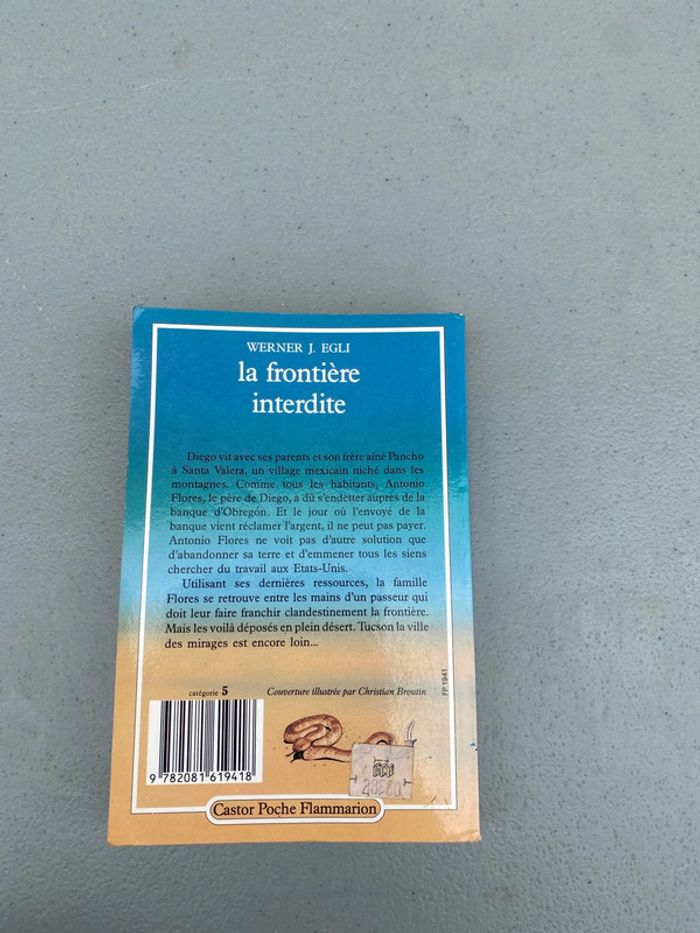 WERNER J. EGLI
la frontière
interdite
Diego vit avec ses parents et son frère aîné Pancho
à Santa Valera, un village mexicain niché dans les
montagnes. Comme tous les habitants, Antonio
Flores, le père de Diego, a dû s'endetter auprès de la
banque d'Obregón. Et le jour où l'envoyé de la
banque vient réclamer l'argent, il ne peut pas payer.
Antonio Flores ne voit pas d'autre solution que
d'abandonner sa terre et d'emmener tous les siens
chercher du travail aux Etats-Unis.
Utilisant ses dernières ressources, la famille
Flores se retrouve entre les mains d'un passeur qui
doit leur faire franchir clandestinement la frontière.
Mais les voilà déposés en plein désert. Tucson la ville
des mirages est encore loin...
catégorie 5
Couverture illustrée par Christian Broutin
FP 1941
9 782081 619418
Castor Poche Flammarion